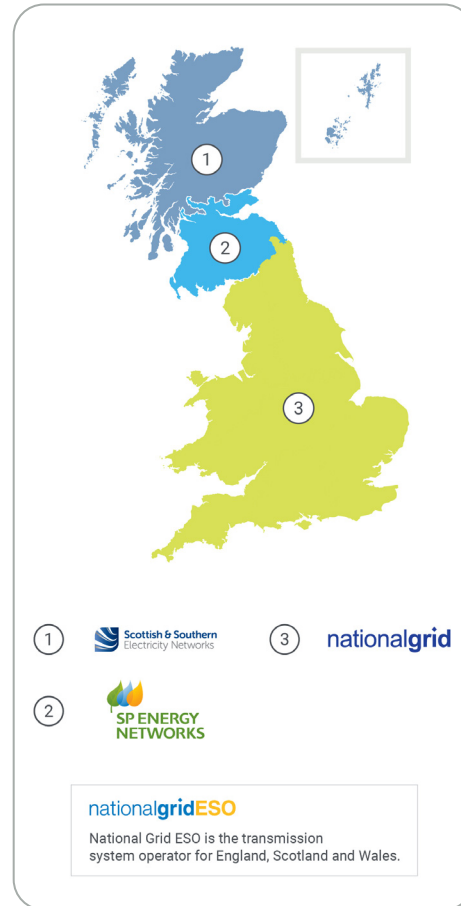 1
2
3
1
Scottish & Southern
Electricity Networks
3
nationalgrid
2
SP ENERGY
NETWORKS
nationalgridESO
National Grid ESO is the transmission
system operator for England, Scotland and Wales.